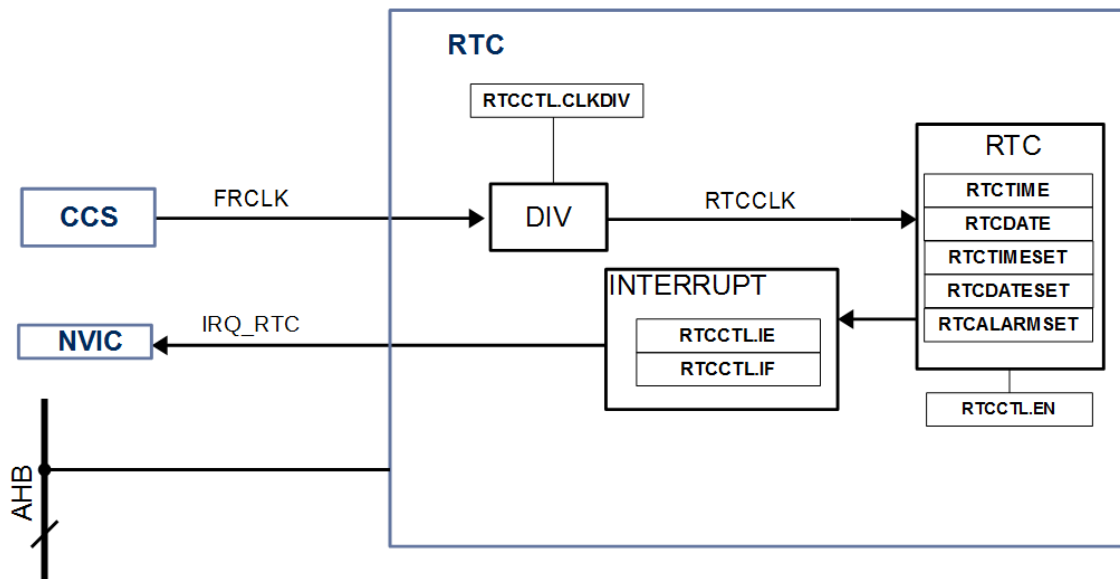 RTC
RTCCTL.CLKDIV
RTC
RTCTIME
RTCDATE
RTCTIMESET
RTCDATESET
RTCALARMSET
CCS
FRCLK
DIV
RTCCLK
INTERRUPT
RTCCTL.IE
RTCCTL.IF
NVIC
IRQ_RTC
RTCCTL.EN
AHB